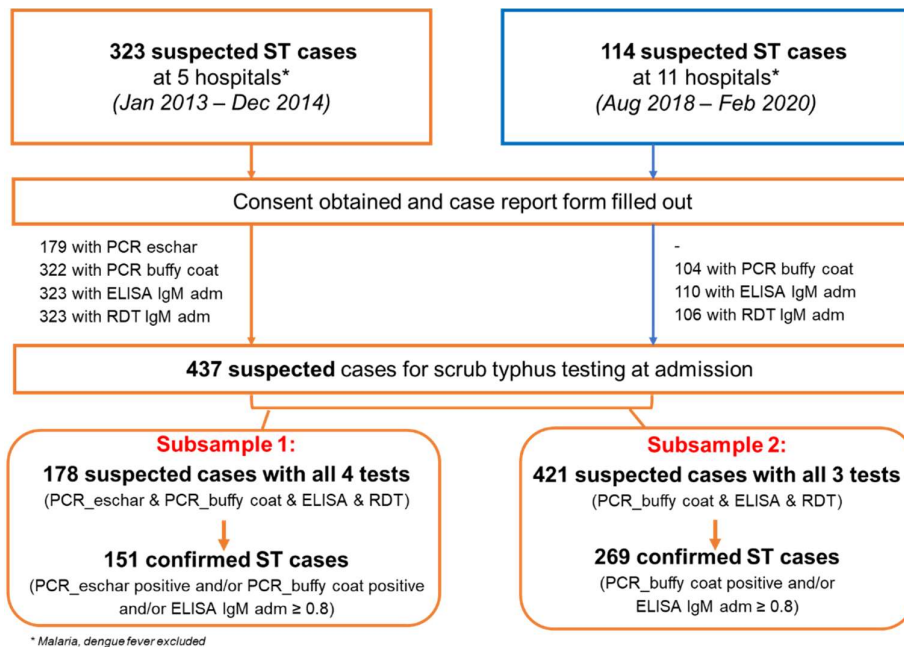 323 suspected ST cases
at 5 hospitals*
(Jan 2013 – Dec 2014)
114 suspected ST cases
at 11 hospitals*
(Aug 2018 – Feb 2020)
Consent obtained and case report form filled out
179 with PCR eschar
322 with PCR buffy coat
323 with ELISA IgM adm
323 with RDT IgM adm
-
104 with PCR buffy coat
110 with ELISA IgM adm
106 with RDT IgM adm
437 suspected cases for scrub typhus testing at admission
Subsample 1:
178 suspected cases with all 4 tests
(PCR_eschar & PCR_buffy coat & ELISA & RDT)
151 confirmed ST cases
(PCR_eschar positive and/or PCR_buffy coat positive
and/or ELISA IgM adm ≥ 0.8)
Subsample 2:
421 suspected cases with all 3 tests
(PCR_buffy coat & ELISA & RDT)
269 confirmed ST cases
(PCR_buffy coat positive and/or
ELISA IgM adm ≥ 0.8)
* Malaria, dengue fever excluded